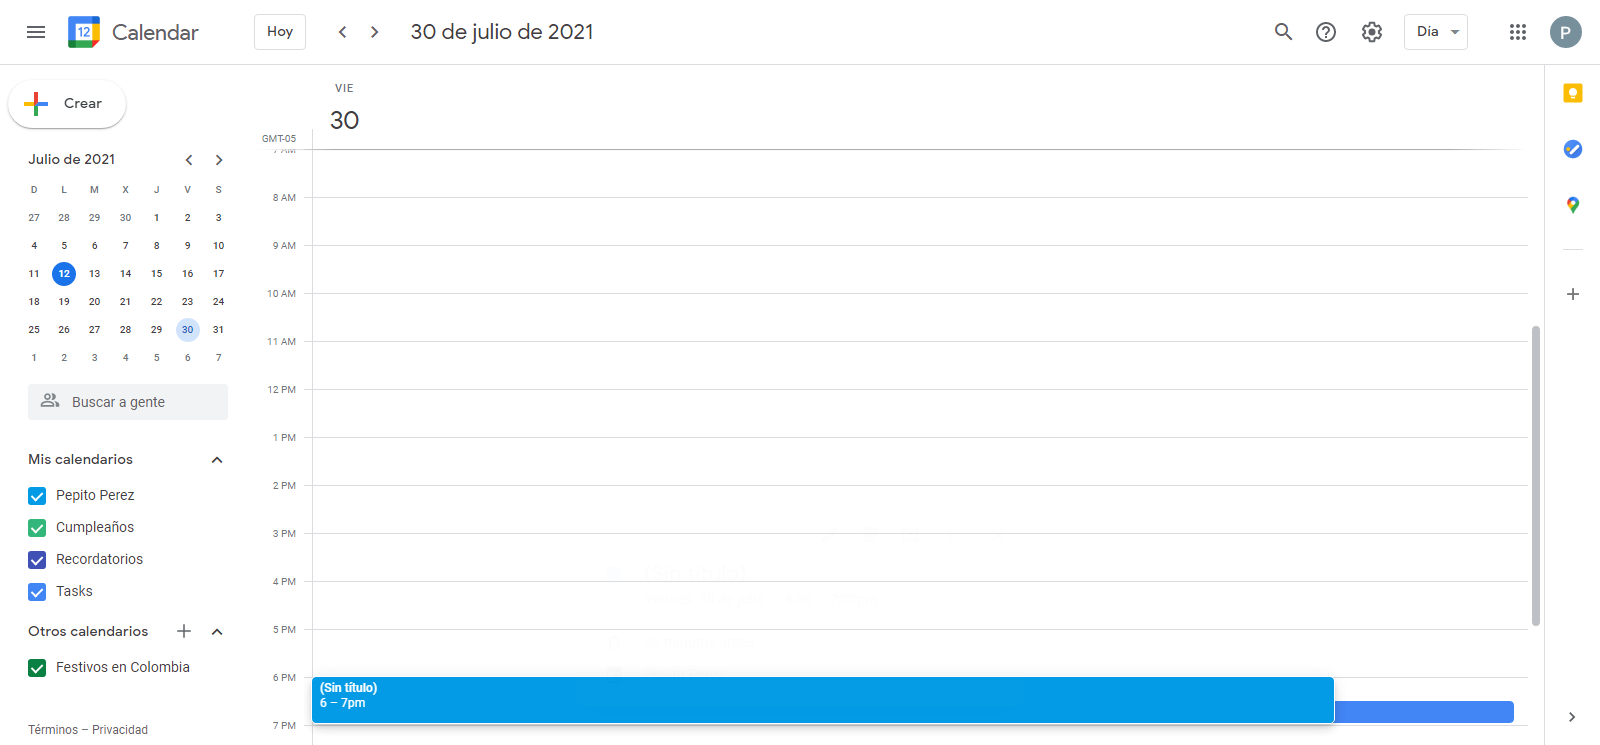 12 Calendar Hoy 30 de julio de 2021 Día P
Crear
Julio de 2021
D L M X J V S
27 28 29 30 1 2 3
4 5 6 7 8 9 10
11 12 13 14 15 16 17
18 19 20 21 22 23 24
25 26 27 28 29 30 31
1 2 3 4 5 6 7
Buscar a gente
Mis calendarios
Pepito Perez
Cumpleaños
Recordatorios
Tasks
Otros calendarios
Festivos en Colombia
Términos – Privacidad
VIE
30
GMT-05
7 AM
8 AM
9 AM
10 AM
11 AM
12 PM
1 PM
2 PM
3 PM
4 PM
(Sin título)
5 PM
6 PM
(Sin título)
6 – 7pm
7 PM